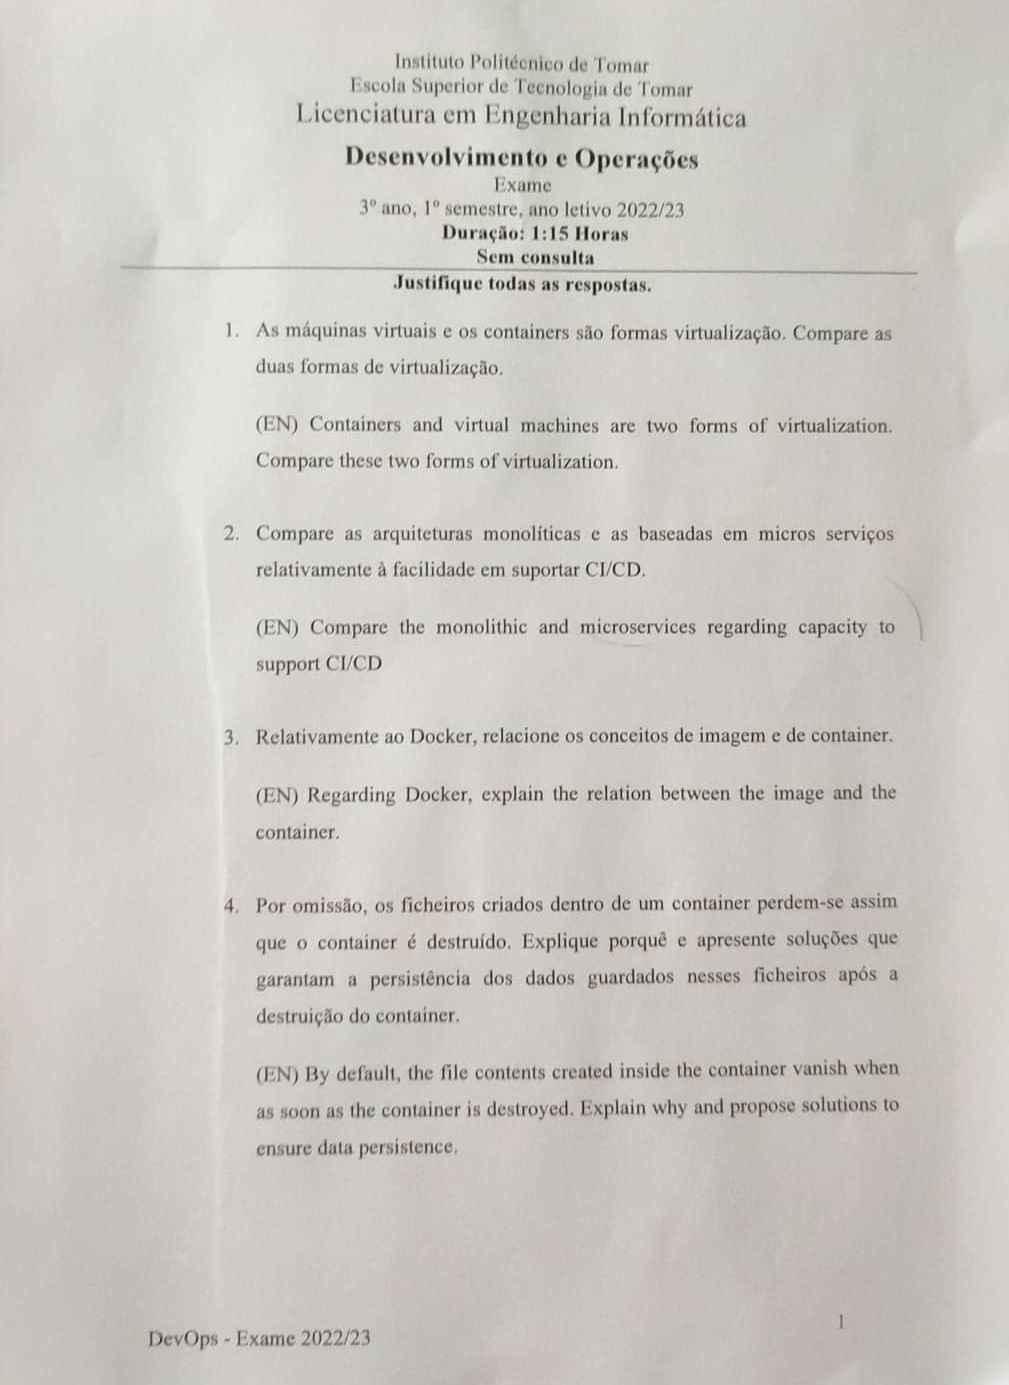 Instituto Politécnico de Tomar
Escola Superior de Tecnologia de Tomar
Licenciatura em Engenharia Informática
Desenvolvimento e Operações
Exame
3º ano, 1º semestre, ano letivo 2022/23
Duração: 1:15 Horas
Sem consulta
Justifique todas as respostas.
1. As máquinas virtuais e os containers são formas virtualização. Compare as
duas formas de virtualização.
(EN) Containers and virtual machines are two forms of virtualization.
Compare these two forms of virtualization.
2. Compare as arquiteturas monolíticas e as baseadas em micros serviços
relativamente à facilidade em suportar CI/CD.
(EN) Compare the monolithic and microservices regarding capacity to
support CI/CD
3. Relativamente ao Docker, relacione os conceitos de imagem e de container.
(EN) Regarding Docker, explain the relation between the image and the
container.
4. Por omissão, os ficheiros criados dentro de um container perdem-se assim
que o container é destruído. Explique porquê e apresente soluções que
garantam a persistência dos dados guardados nesses ficheiros após a
destruição do container.
(EN) By default, the file contents created inside the container vanish when
as soon as the container is destroyed. Explain why and propose solutions to
ensure data persistence.
1
DevOps - Exame 2022/23